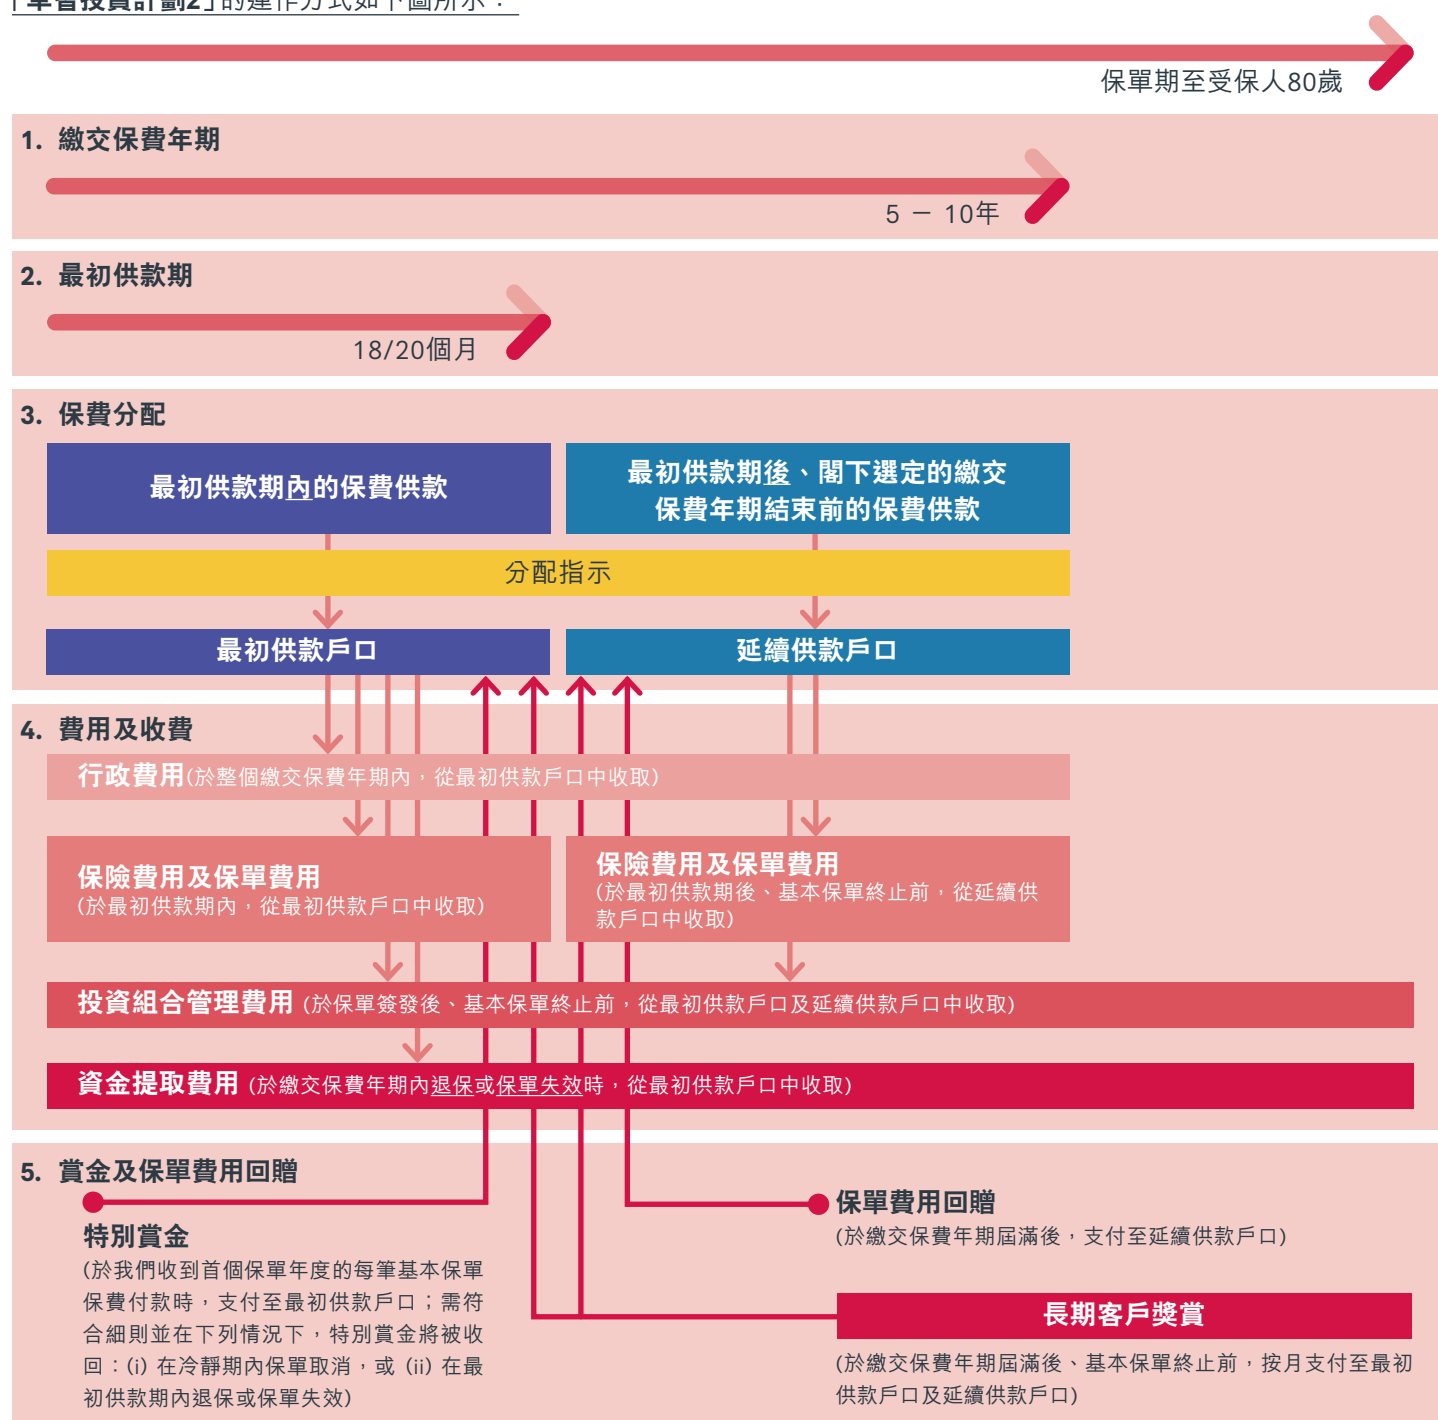 「卓智投資計劃2」的運作方式如下圖所示：
保單期至受保人80歲
1. 繳交保費年期
5 － 10年
2. 最初供款期
18/20個月
3. 保費分配
最初供款期內的保費供款
最初供款期後、閣下選定的繳交
保費年期結束前的保費供款
分配指示
最初供款戶口
延續供款戶口
4. 費用及收費
行政費用(於整個繳交保費年期內，從最初供款戶口中收取)
保險費用及保單費用
(於最初供款期內，從最初供款戶口中收取)
保險費用及保單費用
(於最初供款期後、基本保單終止前，從延續供
款戶口中收取)
投資組合管理費用 (於保單簽發後、基本保單終止前，從最初供款戶口及延續供款戶口中收取)
資金提取費用 (於繳交保費年期內退保或保單失效時，從最初供款戶口中收取)
5. 賞金及保單費用回贈
特別賞金
(於我們收到首個保單年度的每筆基本保單
保費付款時，支付至最初供款戶口；需符
合細則並在下列情況下，特別賞金將被收
回：(i) 在冷靜期內保單取消，或 (ii) 在最
初供款期內退保或保單失效)
保單費用回贈
(於繳交保費年期屆滿後，支付至延續供款戶口)
長期客戶獎賞
(於繳交保費年期屆滿後、基本保單終止前，按月支付至最初
供款戶口及延續供款戶口)